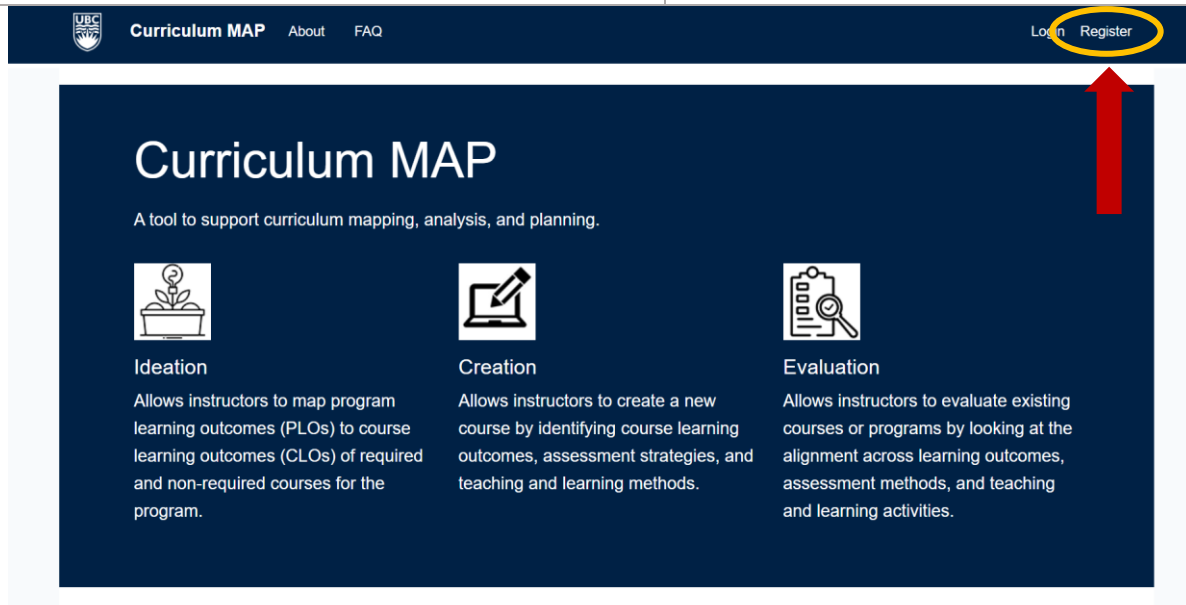 UBC
Curriculum MAP About FAQ Login Register
Curriculum MAP
A tool to support curriculum mapping, analysis, and planning.
Ideation
Allows instructors to map program
learning outcomes (PLOs) to course
learning outcomes (CLOs) of required
and non-required courses for the
program.
Creation
Allows instructors to create a new
course by identifying course learning
outcomes, assessment strategies, and
teaching and learning methods.
Evaluation
Allows instructors to evaluate existing
courses or programs by looking at the
alignment across learning outcomes,
assessment methods, and teaching
and learning activities.